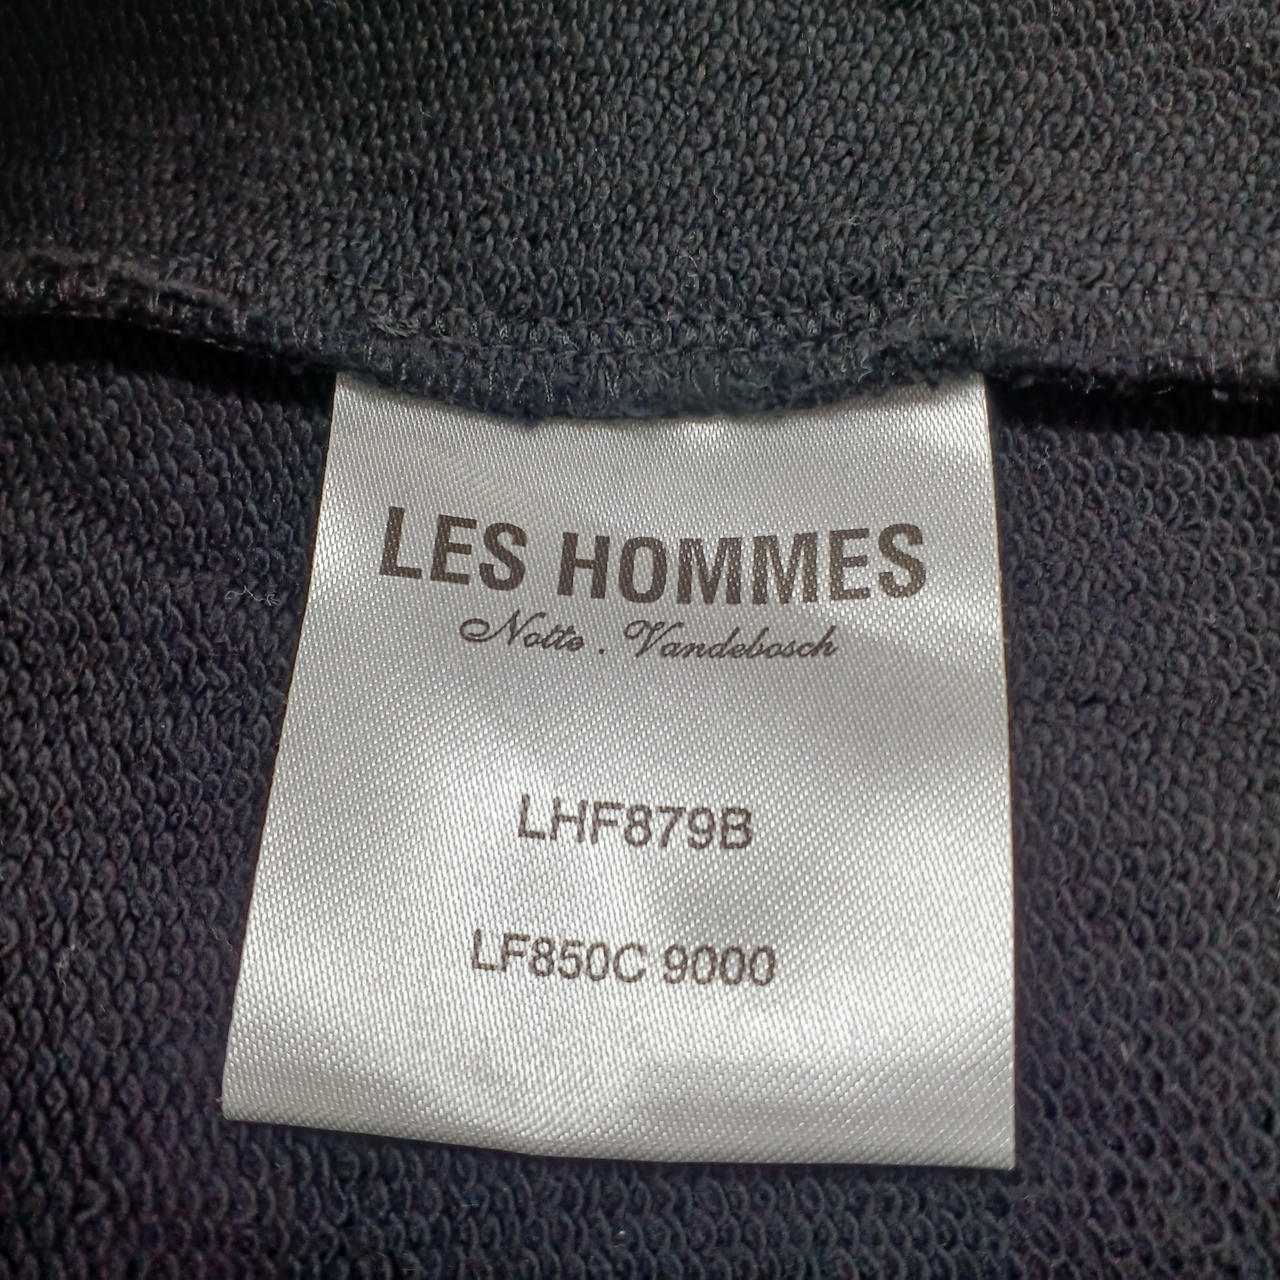 LES HOMMES
Notte . Vandebosch
LHF879B
LF850C 9000